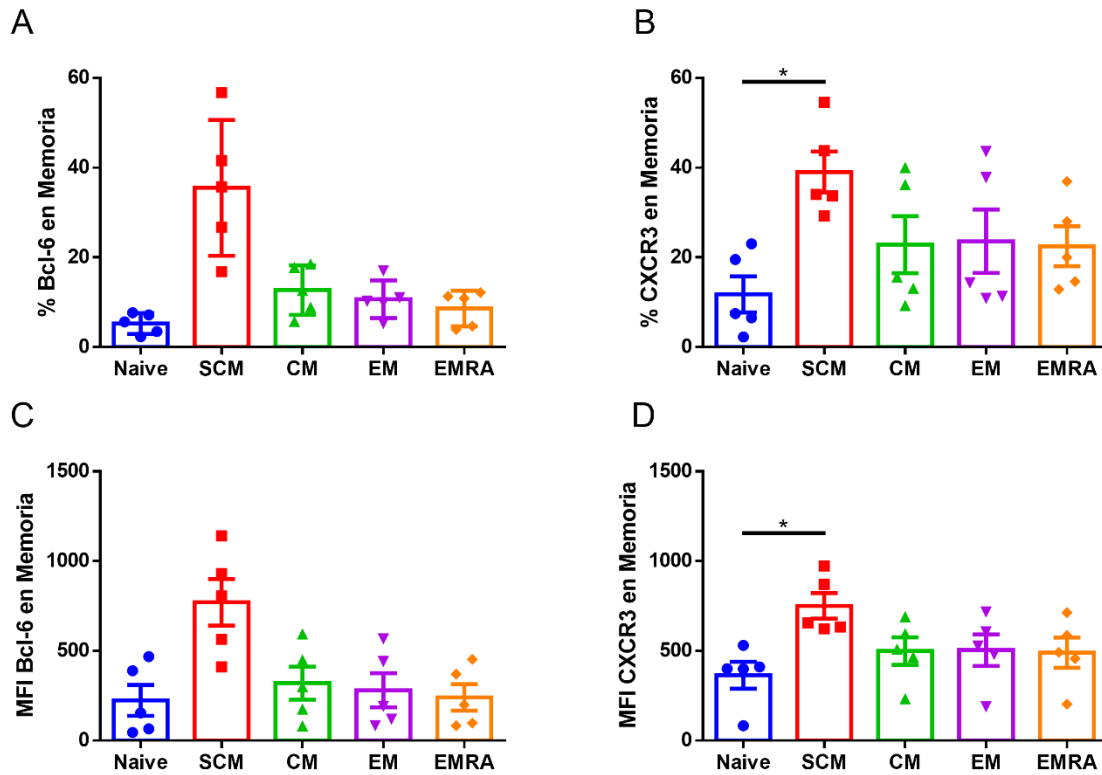 A
% Bcl-6 en Memoria
60
40
20
0
Naive SCM CM EM EMRA
B
% CXCR3 en Memoria
60
40
20
0
*
Naive SCM CM EM EMRA
C
MFI Bcl-6 en Memoria
1500
1000
500
0
Naive SCM CM EM EMRA
D
MFI CXCR3 en Memoria
1500
1000
500
0
*
Naive SCM CM EM EMRA